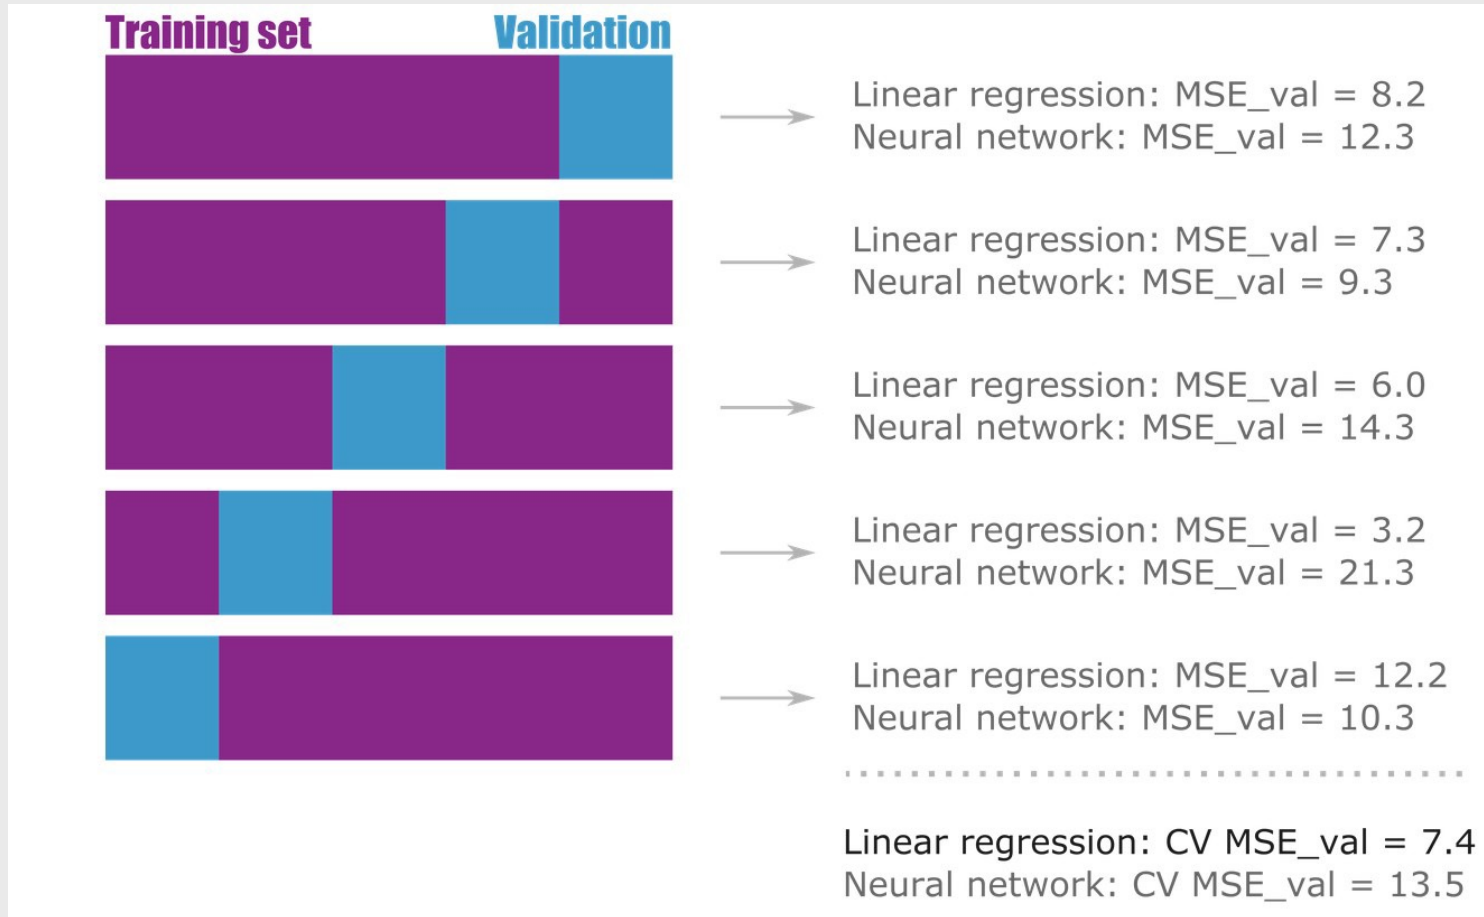 Training set Validation
Linear regression: MSE_val = 8.2
Neural network: MSE_val = 12.3
Linear regression: MSE_val = 7.3
Neural network: MSE_val = 9.3
Linear regression: MSE_val = 6.0
Neural network: MSE_val = 14.3
Linear regression: MSE_val = 3.2
Neural network: MSE_val = 21.3
Linear regression: MSE_val = 12.2
Neural network: MSE_val = 10.3
Linear regression: CV MSE_val = 7.4
Neural network: CV MSE_val = 13.5